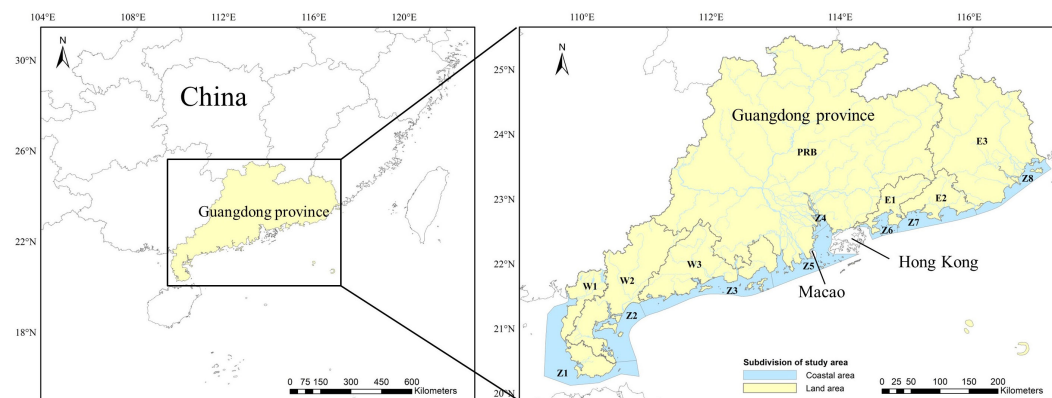 104°E 108°E 112°E 116°E 120°E
30°N
26°N
22°N
18°N
N
China
Guangdong province
0 75 150 300 450 600
Kilometers
110°E 112°E 114°E 116°E
25°N
24°N
23°N
22°N
21°N
20°N
N
Guangdong province
PRB
E3
Z8
E1
E2
Z4
Z6
Z7
Hong Kong
W3
Z5
Macao
W1
W2
Z3
Z2
Z1
Subdivision of study area
Coastal area
Land area
0 25 50 100 150 200
Kilometers